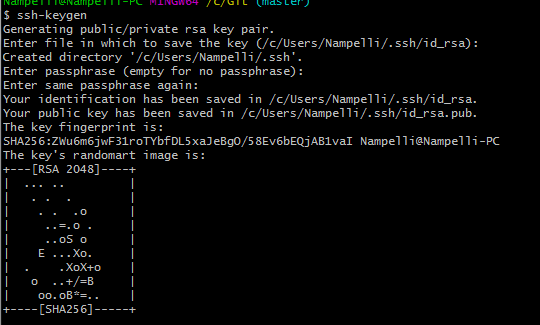 Nampelli@Nampelli-PC MINGW64 /c/Git (master)
$ ssh-keygen
Generating public/private rsa key pair.
Enter file in which to save the key (/c/Users/Nampelli/.ssh/id_rsa):
Created directory '/c/Users/Nampelli/.ssh'.
Enter passphrase (empty for no passphrase):
Enter same passphrase again:
Your identification has been saved in /c/Users/Nampelli/.ssh/id_rsa.
Your public key has been saved in /c/Users/Nampelli/.ssh/id_rsa.pub.
The key fingerprint is:
SHA256:ZWu6m6jwF31roTYbfDL5xaJeBgO/58Ev6bEQjAB1vaI Nampelli@Nampelli-PC
The key's randomart image is:
+---[RSA 2048]----+
|  ... ..         |
|   . .  .        |
|    . .  .o      |
|     ..=.o .     |
|     ..oS o      |
|    E ...Xo.     |
|  .    .XoX+o    |
|   o  ..+/=B     |
|    oo.oB*=..    |
+----[SHA256]-----+